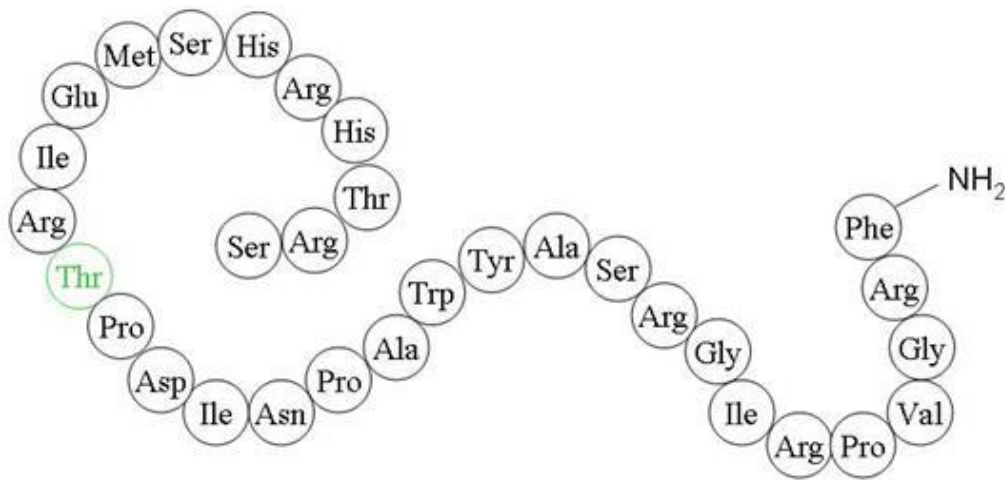 Ser
Arg
Thr
His
Arg
His
Ser
Met
Glu
Ile
Arg
Thr
Pro
Asp
Ile
Asn
Pro
Ala
Trp
Tyr
Ala
Ser
Arg
Gly
Ile
Arg
Pro
Val
Gly
Arg
Phe
NH₂